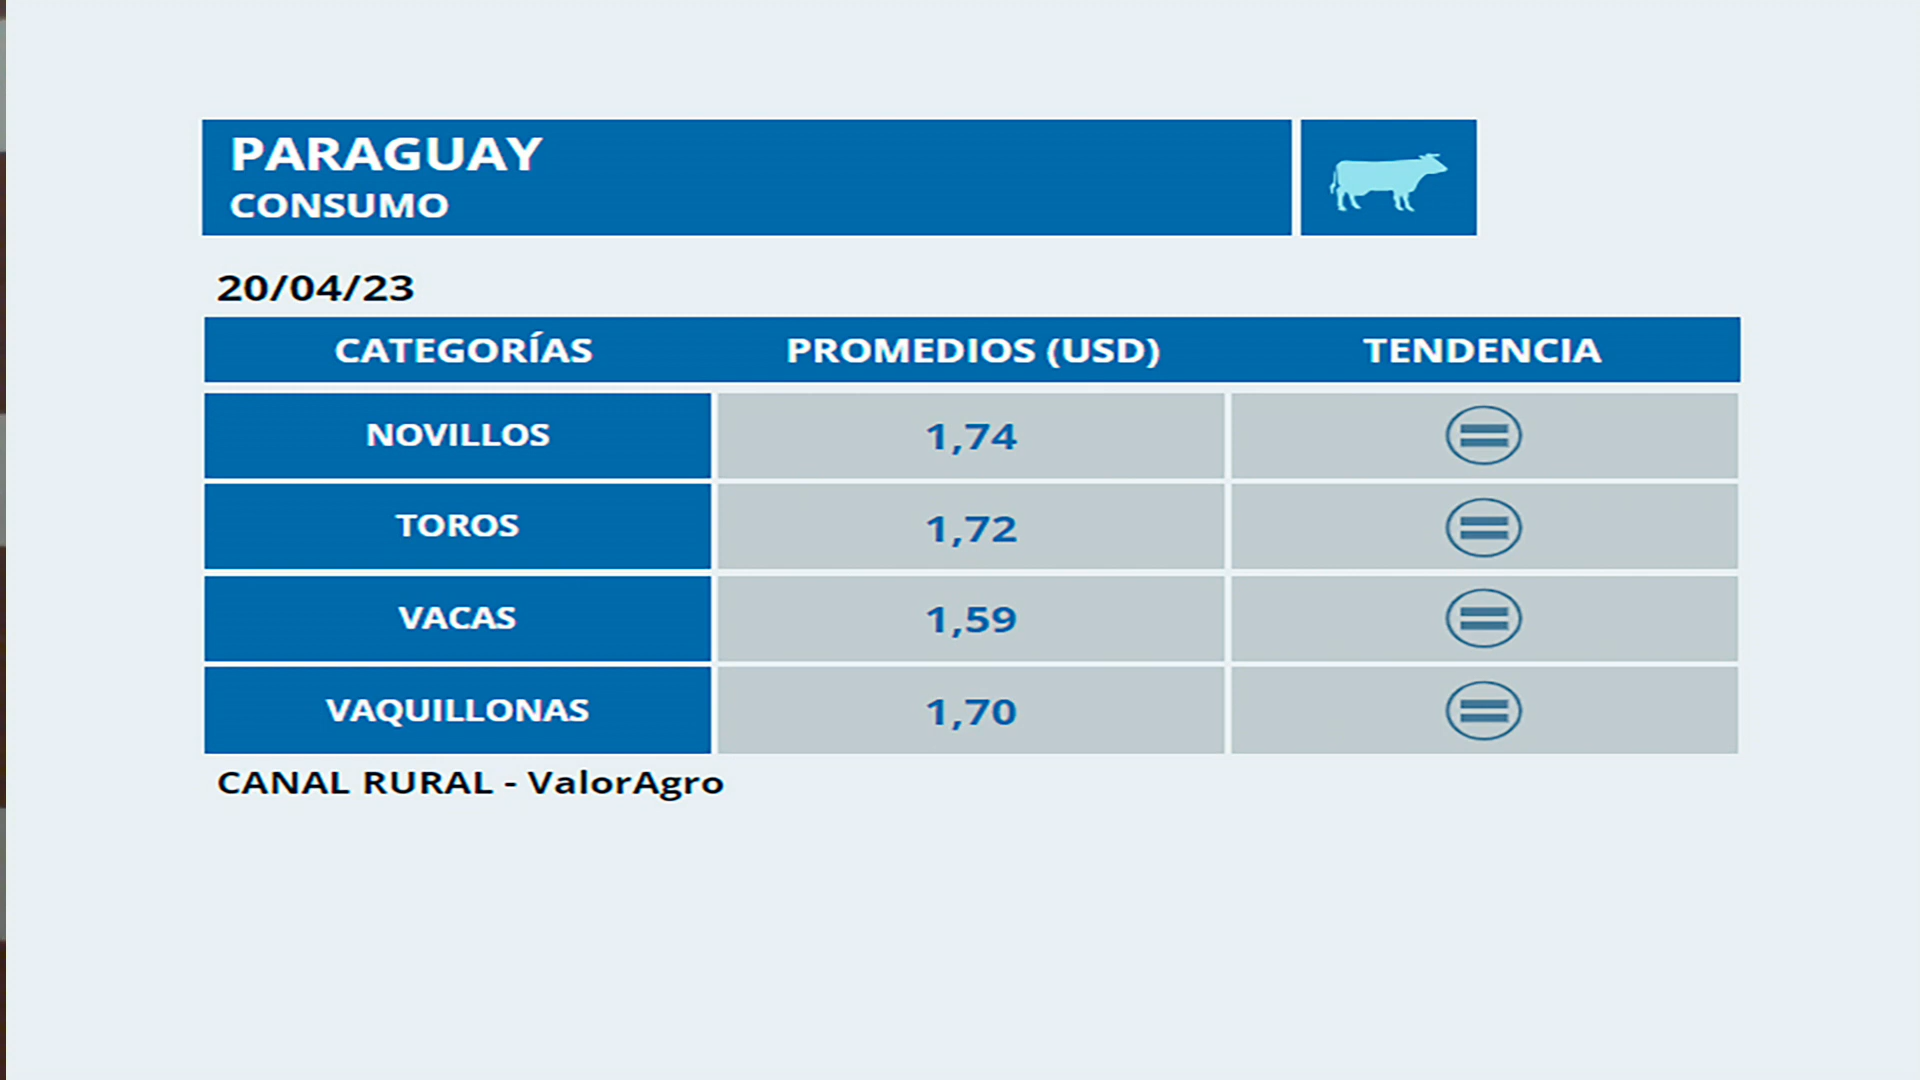 PARAGUAY
CONSUMO
20/04/23
CATEGORÍAS PROMEDIOS (USD) TENDENCIA
NOVILLOS 1,74 =
TOROS 1,72 =
VACAS 1,59 =
VAQUILLONAS 1,70 =
CANAL RURAL - ValorAgro